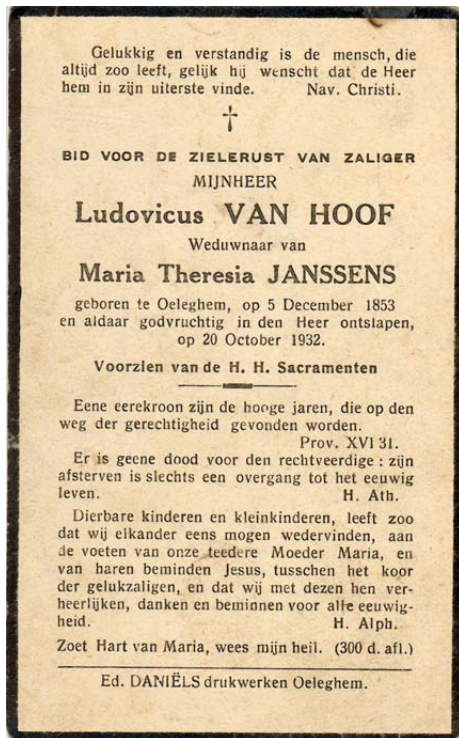 Gelukkig en verstandig is de mensch, die
altijd zoo leeft, gelijk hij wenscht dat de Heer
hem in zijn uiterste vinde. Nav. Christi.
BID VOOR DE ZIELERUST VAN ZALIGER
MIJNHEER
Ludovicus VAN HOOF
Weduwnaar van
Maria Theresia JANSSENS
geboren te Oeleghem, op 5 December 1853
en aldaar godvruchtig in den Heer ontslapen,
op 20 October 1932.
Voorzien van de H. H. Sacramenten
Eene eerekroon zijn de hooge jaren, die op den
weg der gerechtigheid gevonden worden.
Prov. XVI 31.
Er is geene dood voor den rechtveerdige : zijn
afsterven is slechts een overgang tot het eeuwig
leven. H. Ath.
Dierbare kinderen en kleinkinderen, leeft zoo
dat wij elkander eens mogen wedervinden, aan
de voeten van onze teedere Moeder Maria, en
van haren beminden Jesus, tusschen het koor
der gelukzaligen, en dat wij met dezen hen ver-
heerlijken, danken en beminnen voor alle eeuwig-
heid. H. Alph.
Zoet Hart van Maria, wees mijn heil. (300 d. afl.)
Ed. DANIËLS drukwerken Oeleghem.